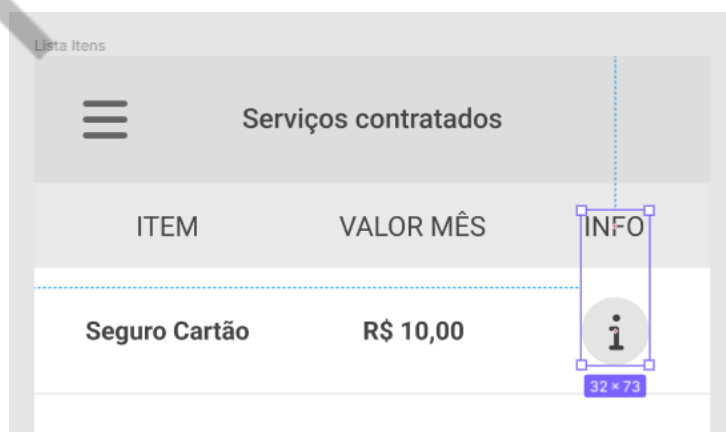 Lista Itens
Serviços contratados
ITEM VALOR MÊS INFO
Seguro Cartão R$ 10,00 i
32 × 73